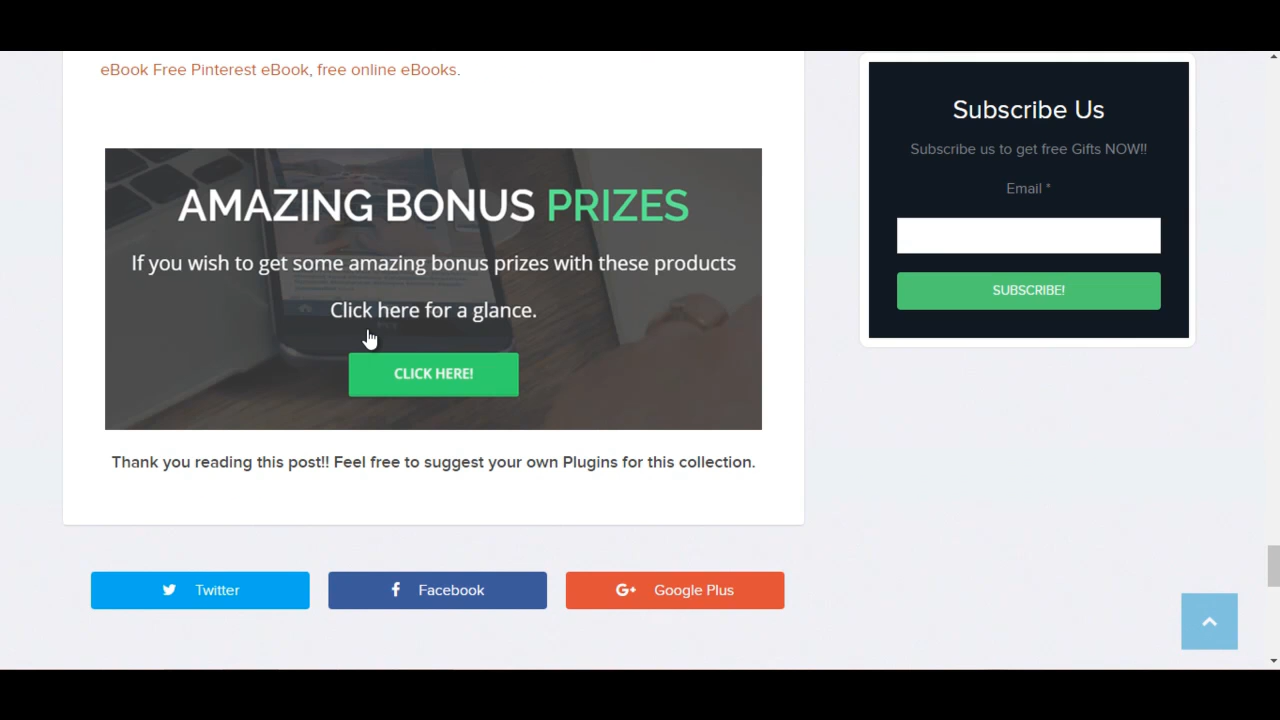 eBook Free Pinterest eBook, free online eBooks.
AMAZING BONUS PRIZES
If you wish to get some amazing bonus prizes with these products
Click here for a glance.
CLICK HERE!
Thank you reading this post!! Feel free to suggest your own Plugins for this collection.
Twitter
Facebook
G+ Google Plus
Subscribe Us
Subscribe us to get free Gifts NOW!!
Email *
SUBSCRIBE!